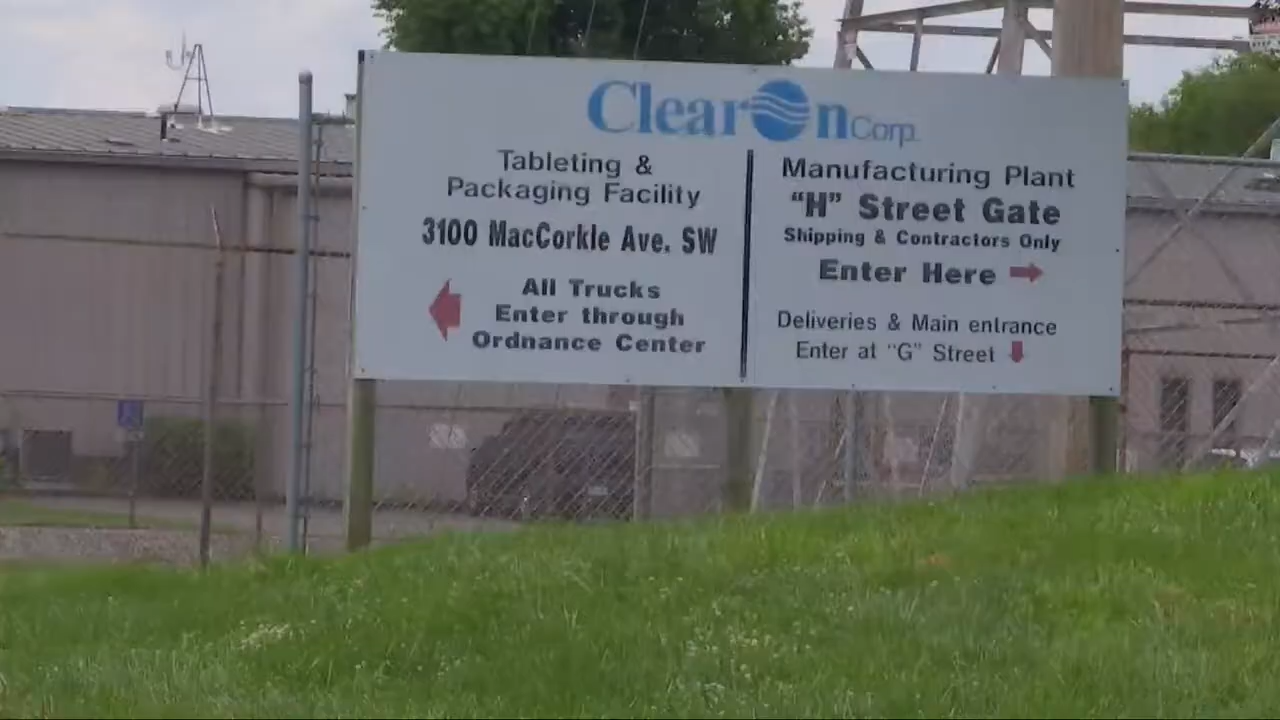 ClearOn Corp.
Tableting &
Packaging Facility
3100 MacCorkle Ave. SW
All Trucks
Enter through
Ordnance Center
Manufacturing Plant
"H" Street Gate
Shipping & Contractors Only
Enter Here
Deliveries & Main entrance
Enter at "G" Street